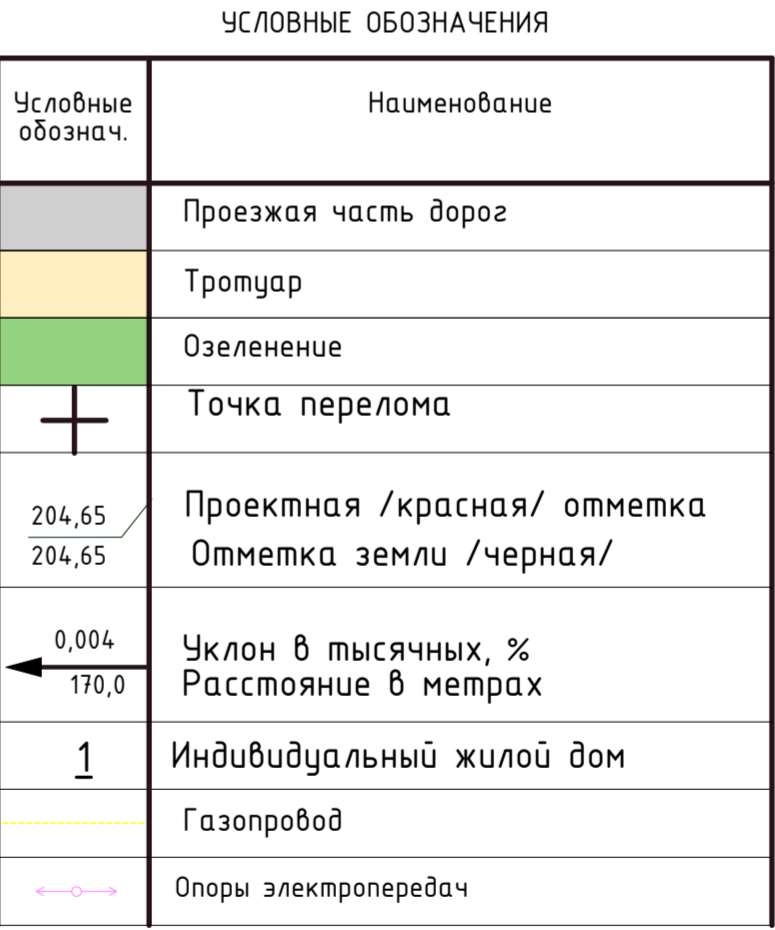 УСЛОВНЫЕ ОБОЗНАЧЕНИЯ
Условные
обознач.
Наименование
Проезжая часть дорог
Тротуар
Озеленение
Точка перелома
204,65
204,65
Проектная /красная/ отметка
Отметка земли /черная/
0,004
170,0
Уклон в тысячных, %
Расстояние в метрах
1
Индивидуальный жилой дом
Газопровод
Опоры электропередач